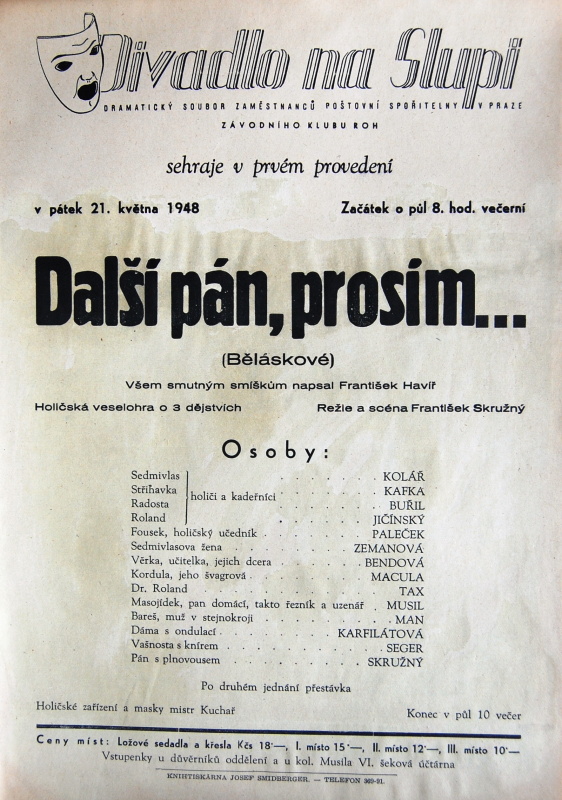 Divadlo na Slupi
DRAMATICKÝ SOUBOR ZAMĚSTNANCŮ POŠTOVNÍ SPOŘITELNY V PRAZE
ZÁVODNÍHO KLUBU ROH
sehraje v prvém provedení
v pátek 21. května 1948 Začátek o půl 8. hod. večerní
Další pán, prosím...
(Běláskové)
Všem smutným smíškům napsal František Havíř
Holičská veselohra o 3 dějstvích Režie a scéna František Skružný
Osoby:
Sedmivlas . . . . . . KOLÁŘ
Střihavka holiči a kadeřníci . . . . . . KAFKA
Radosta . . . . . . BUŘIL
Roland . . . . . . JIČÍNSKÝ
Fousek, holičský učedník . . . . . . PALEČEK
Sedmivlasova žena . . . . . . ZEMANOVÁ
Věrka, učitelka, jejich dcera . . . . . . BENDOVÁ
Kordula, jeho švagrová . . . . . . MACULA
Dr. Roland . . . . . . TAX
Masojídek, pan domácí, takto řezník a uzenář . MUSIL
Bareš, muž v stejnokroji . . . . . . MAN
Dáma s ondulací . . . . . . KARFILÁTOVÁ
Vašnosta s knírem . . . . . . SEGER
Pán s plnovousem . . . . . . SKRUŽNÝ
Po druhém jednání přestávka
Holičské zařízení a masky mistr Kuchař Konec v půl 10 večer
Ceny míst: Ložové sedadla a křesla Kčs 18·—, I. místo 15·—, II. místo 12·—, III. místo 10·—
Vstupenky u důvěrníků oddělení a u kol. Musila VI. šeková účtárna
KNIHTISKÁRNA JOSEF SMIDBERGER. — TELEFON 369-91.